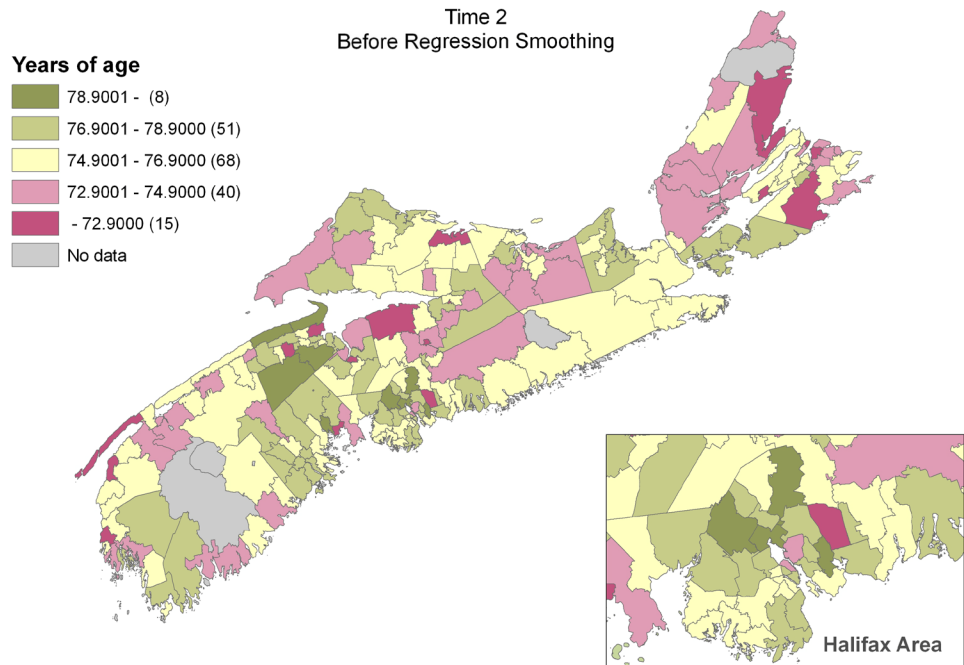 Time 2
Before Regression Smoothing
Years of age
78.9001 - (8)
76.9001 - 78.9000 (51)
74.9001 - 76.9000 (68)
72.9001 - 74.9000 (40)
- 72.9000 (15)
No data
Halifax Area